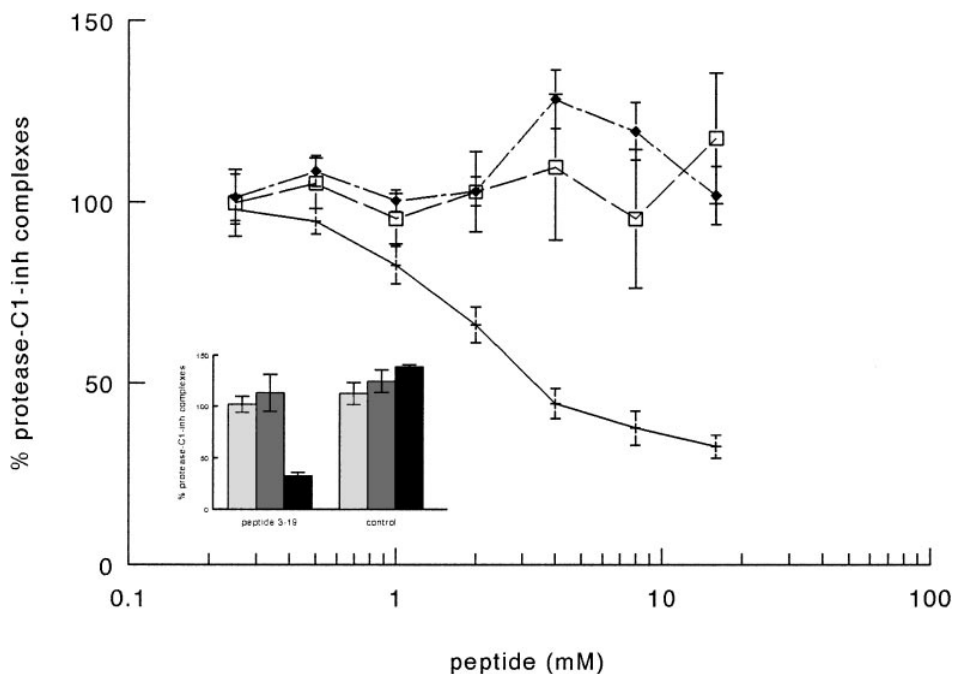 150
100
50
0
0.1
1
10
100
% protease-C1-inh complexes
peptide (mM)
150
100
50
0
% protease-C1-inh complexes
peptide 3-19
control